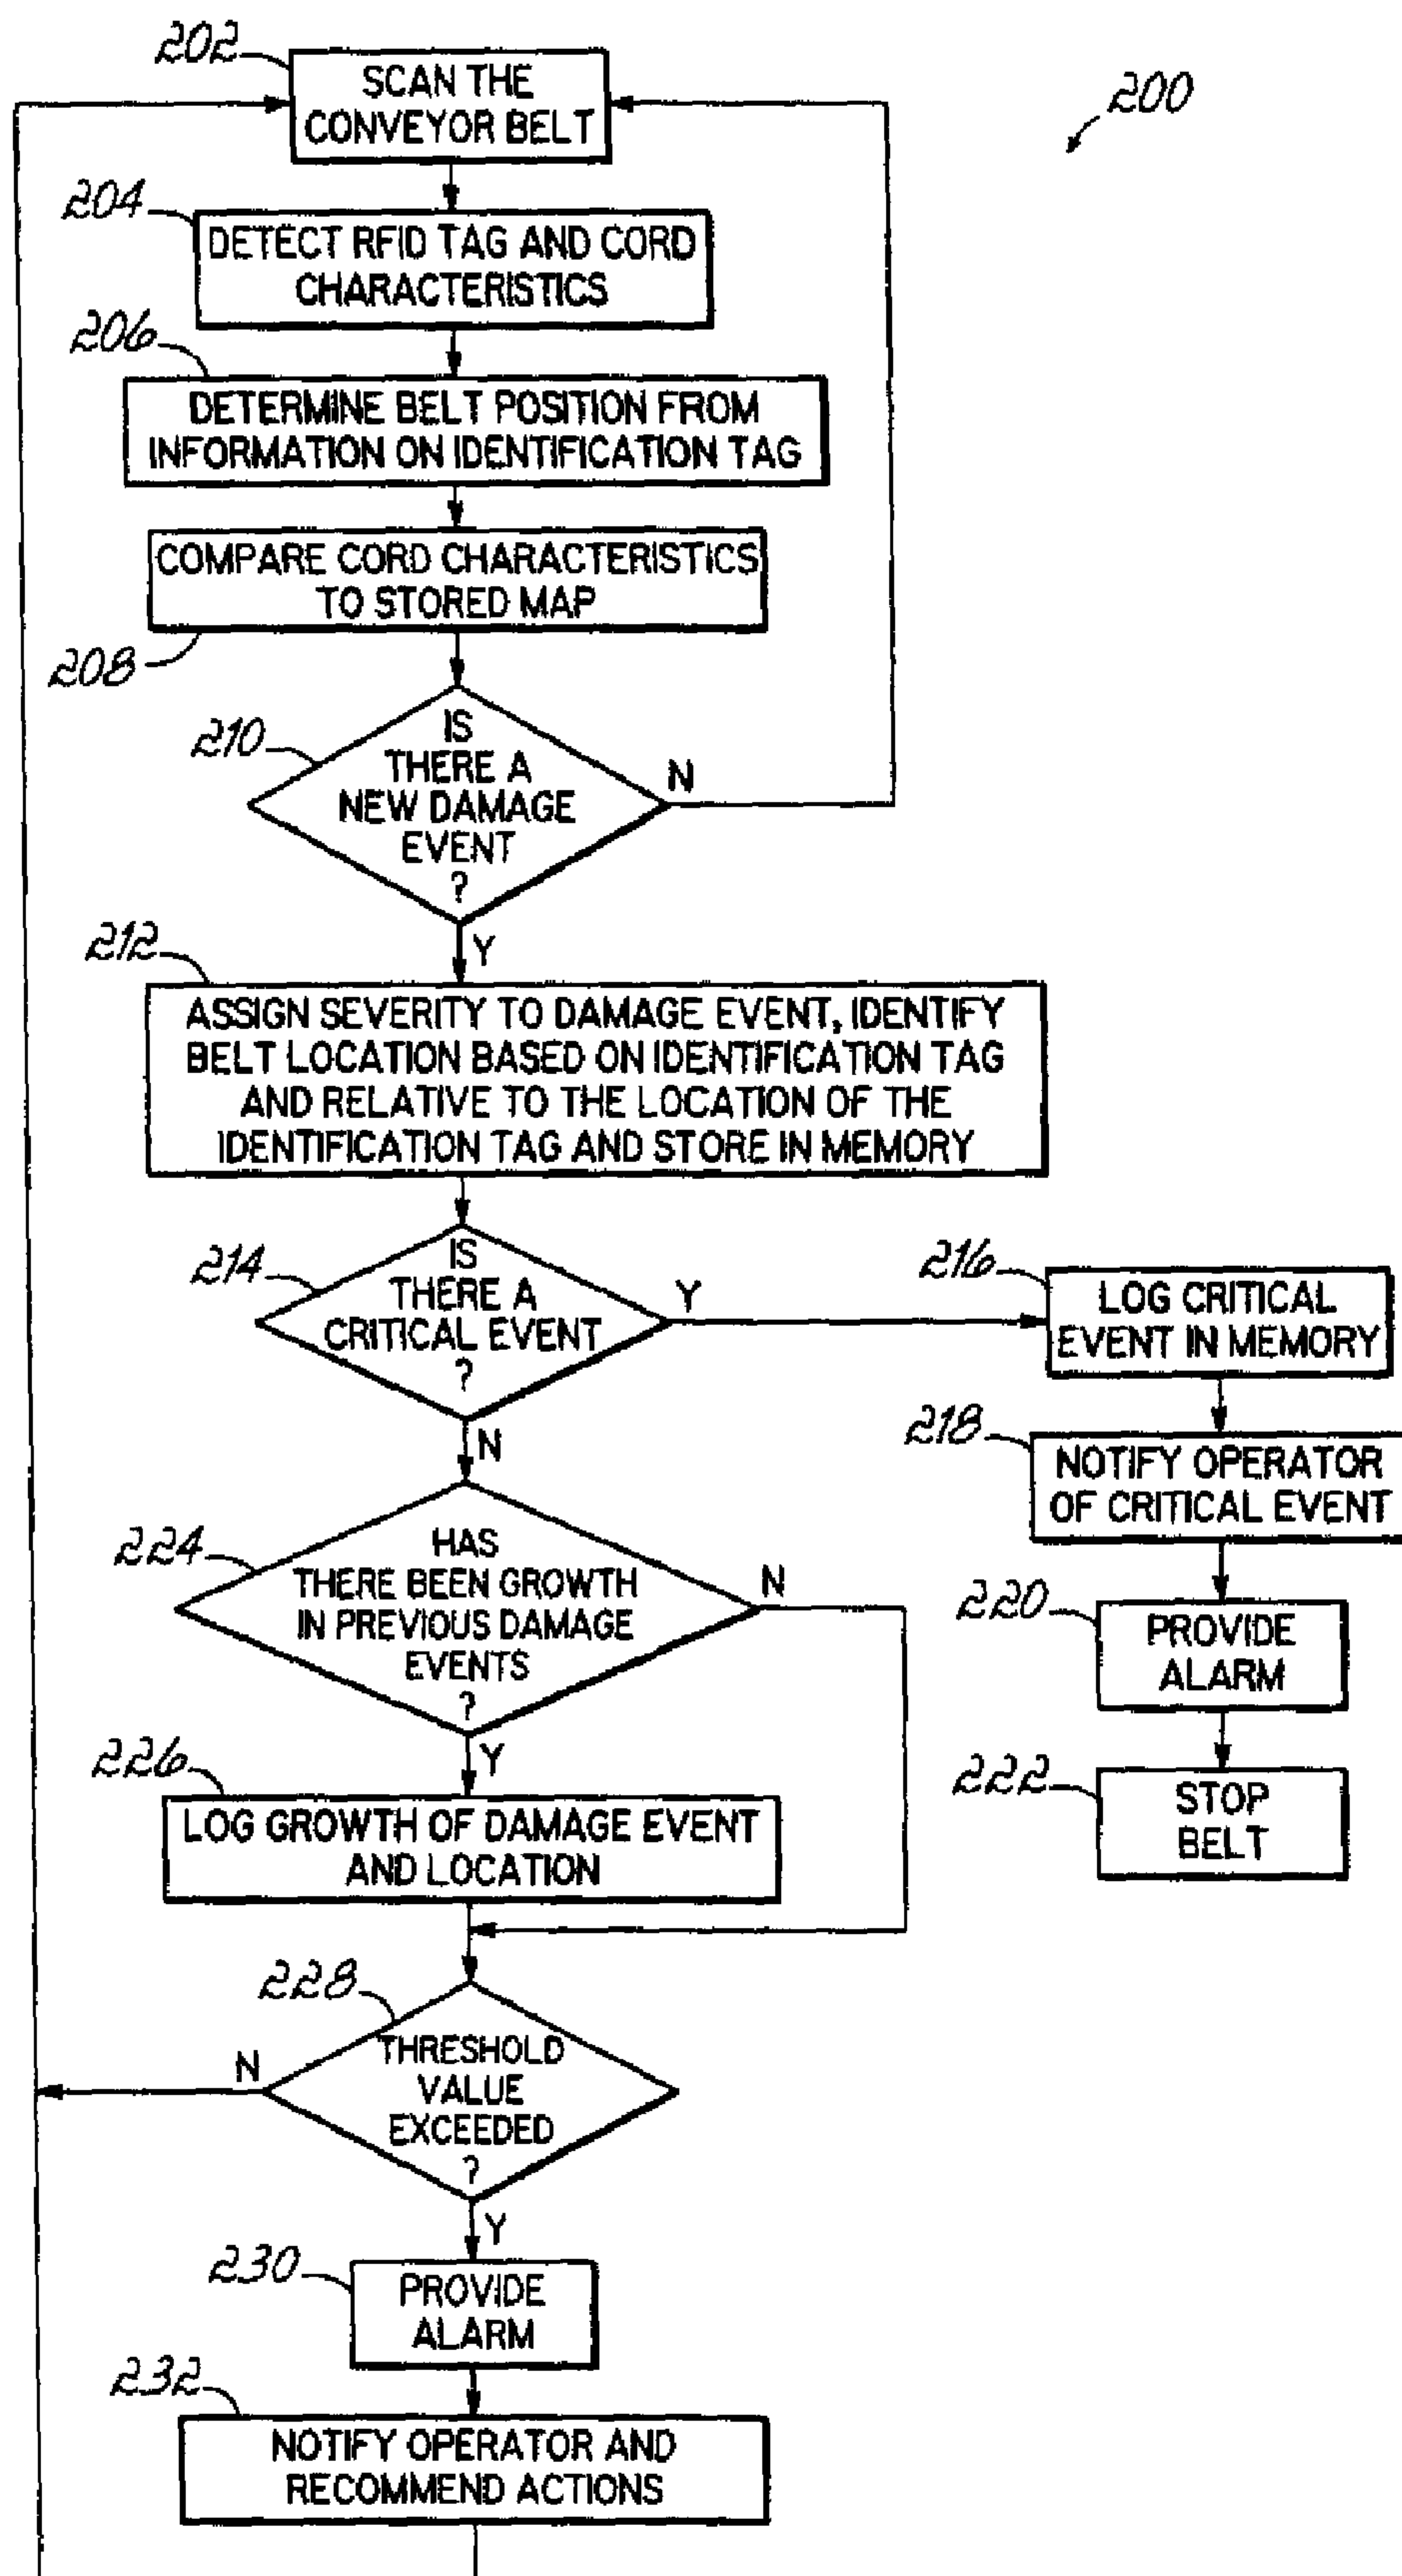 202
SCAN THE
CONVEYOR BELT
200
204
DETECT RFID TAG AND CORD
CHARACTERISTICS
206
DETERMINE BELT POSITION FROM
INFORMATION ON IDENTIFICATION TAG
COMPARE CORD CHARACTERISTICS
TO STORED MAP
208
210
IS
THERE A
NEW DAMAGE
EVENT
?
N
Y
212
ASSIGN SEVERITY TO DAMAGE EVENT, IDENTIFY
BELT LOCATION BASED ON IDENTIFICATION TAG
AND RELATIVE TO THE LOCATION OF THE
IDENTIFICATION TAG AND STORE IN MEMORY
214
IS
THERE A
CRITICAL EVENT
?
Y
N
216
LOG CRITICAL
EVENT IN MEMORY
218
NOTIFY OPERATOR
OF CRITICAL EVENT
220
PROVIDE
ALARM
222
STOP
BELT
224
HAS
THERE BEEN GROWTH
IN PREVIOUS DAMAGE
EVENTS
?
N
Y
226
LOG GROWTH OF DAMAGE EVENT
AND LOCATION
228
THRESHOLD
VALUE
EXCEEDED
?
N
Y
230
PROVIDE
ALARM
232
NOTIFY OPERATOR AND
RECOMMEND ACTIONS